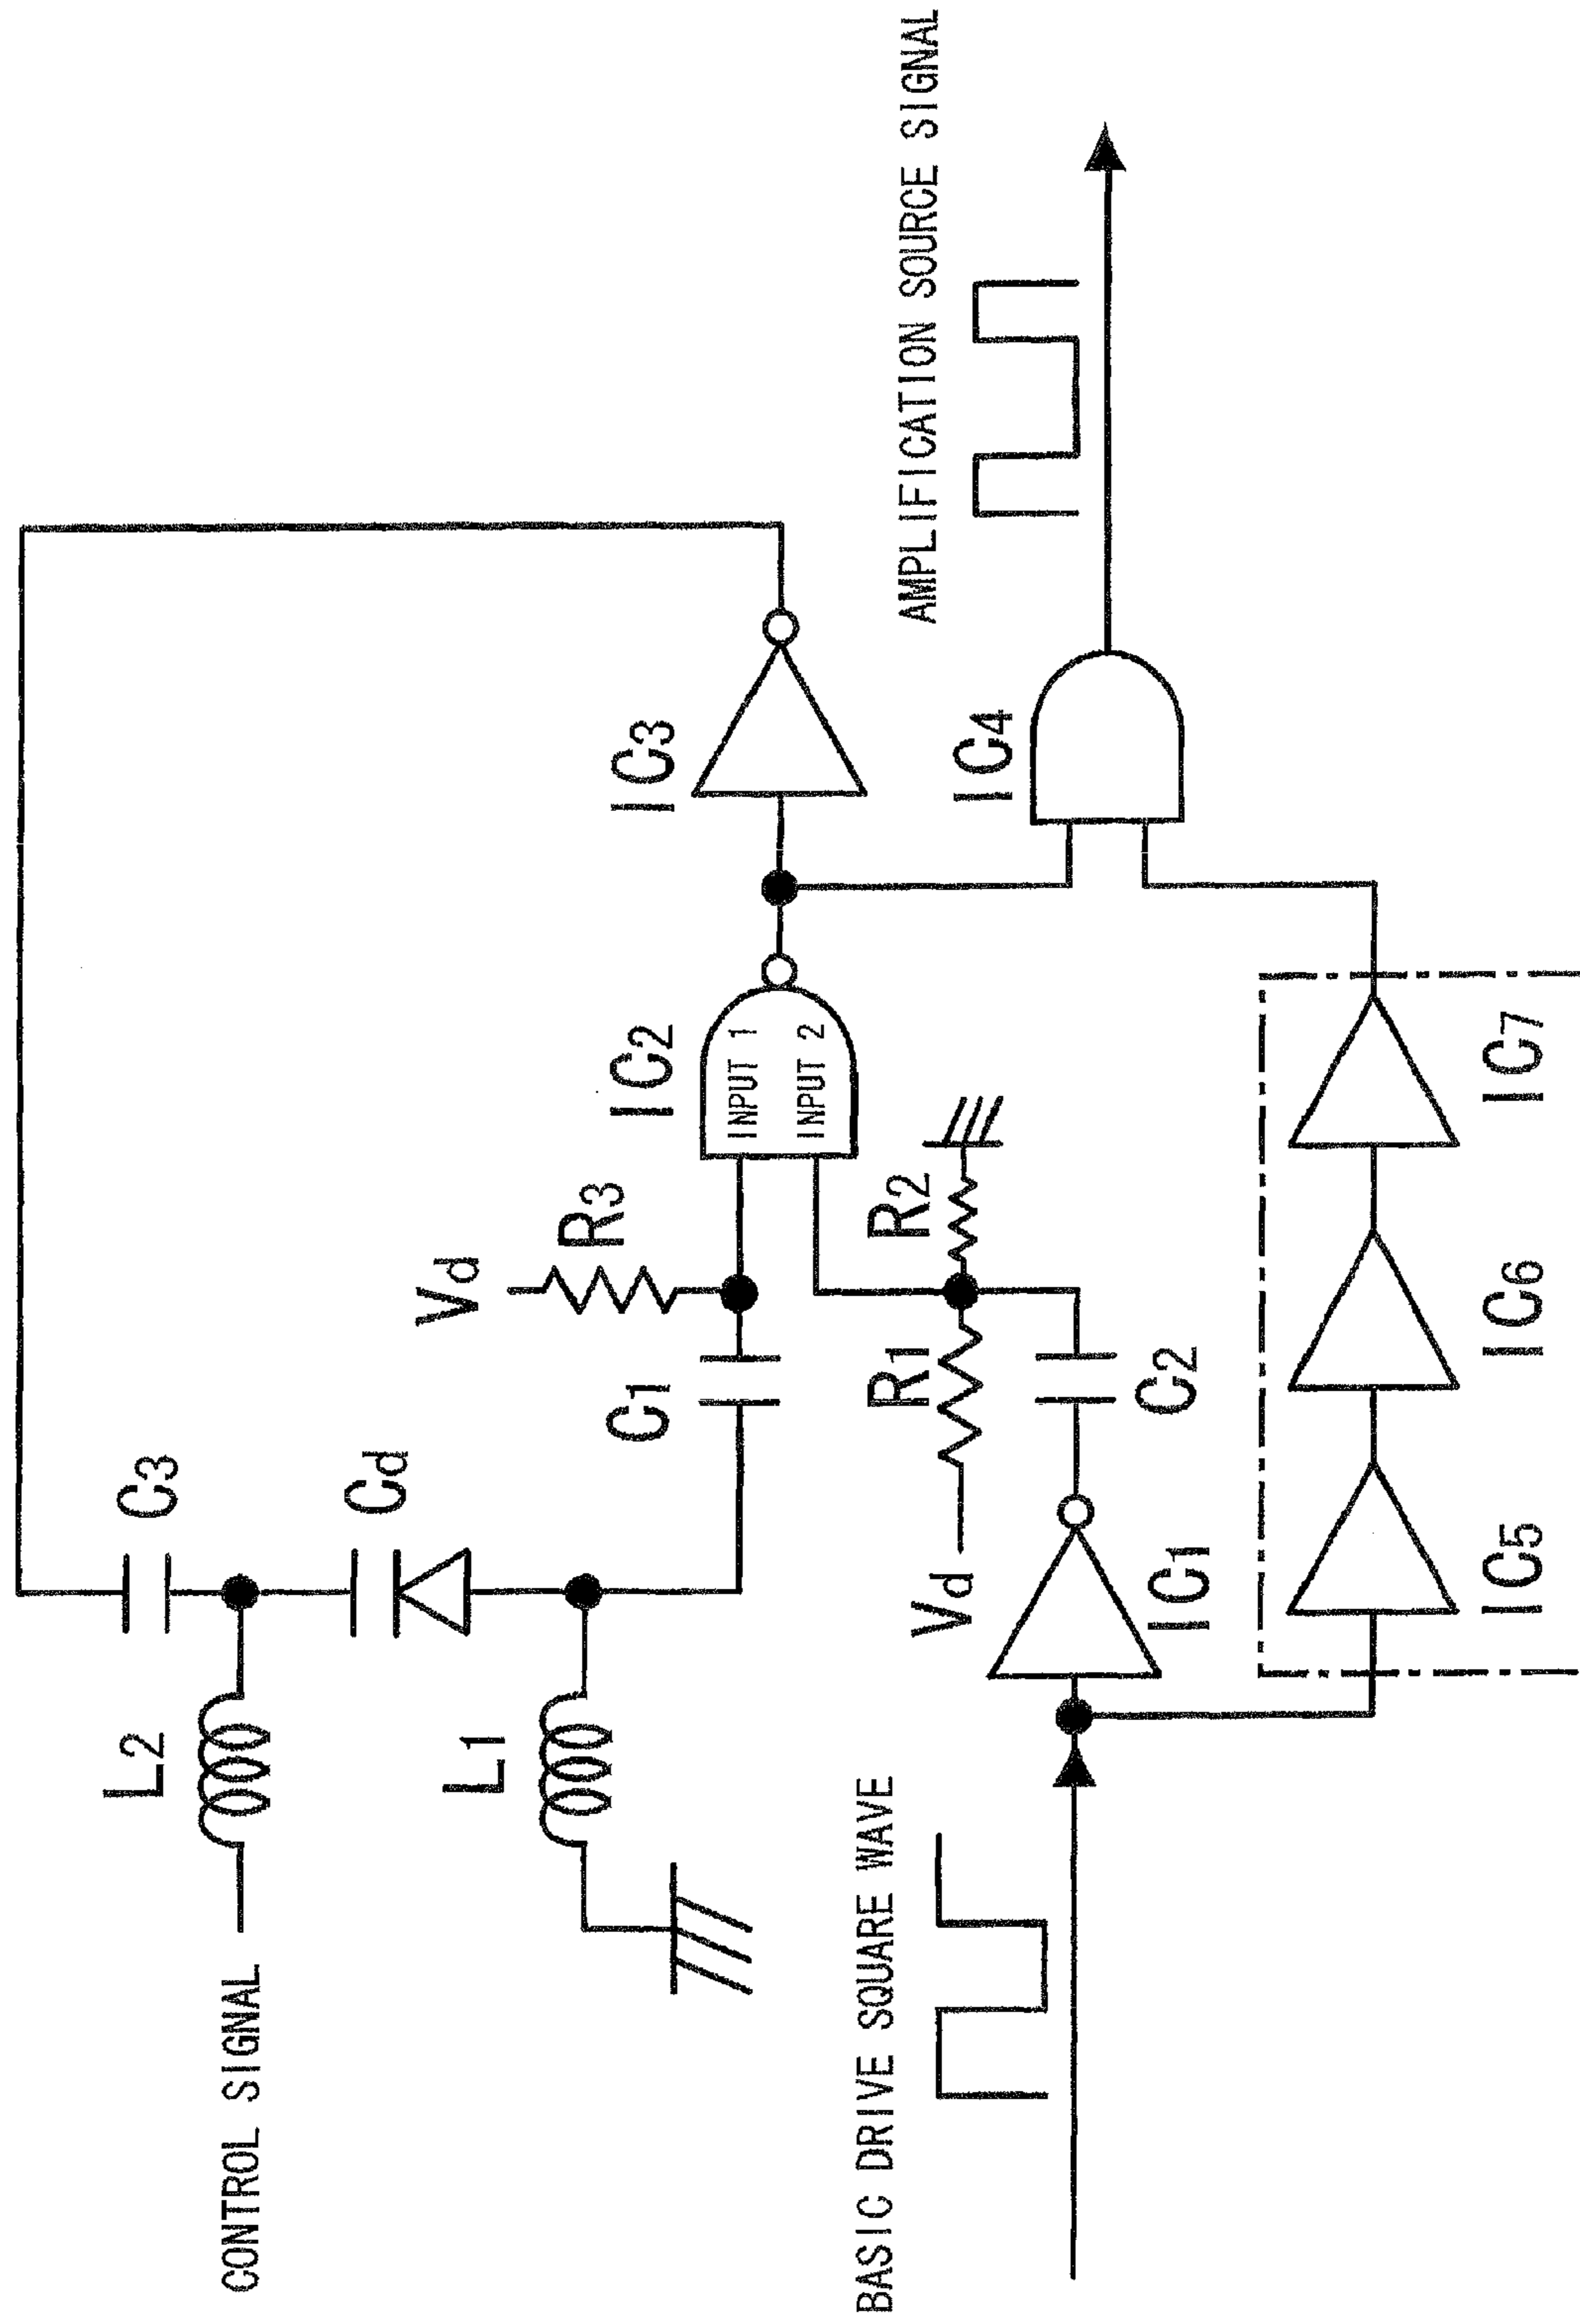 CONTROL SIGNAL
L2
C3
Cd
L1
C1
Vd
R3
IC2
INPUT 1
INPUT 2
IC3
BASIC DRIVE SQUARE WAVE
Vd
R1
R2
C2
IC1
IC4
AMPLIFICATION SOURCE SIGNAL
IC5
IC6
IC7